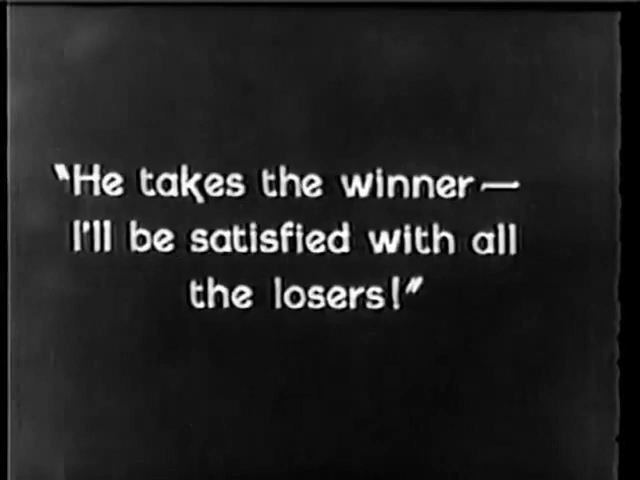 "He takes the winner—
I'll be satisfied with all
the losers!"